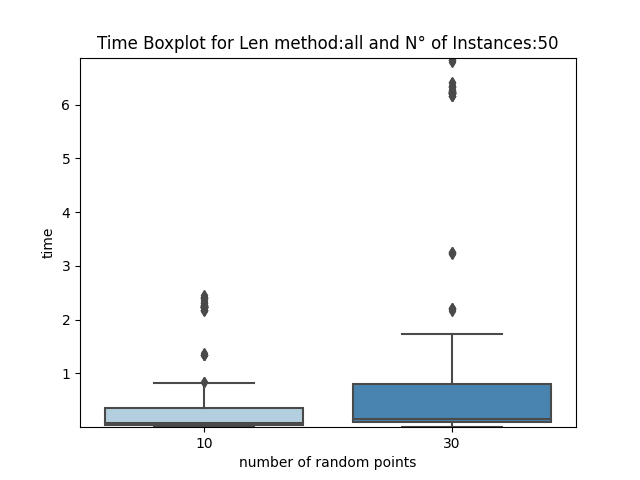 Time Boxplot for Len method:all and N° of Instances:50
6
5
4
3
2
1
time
10 30
number of random points